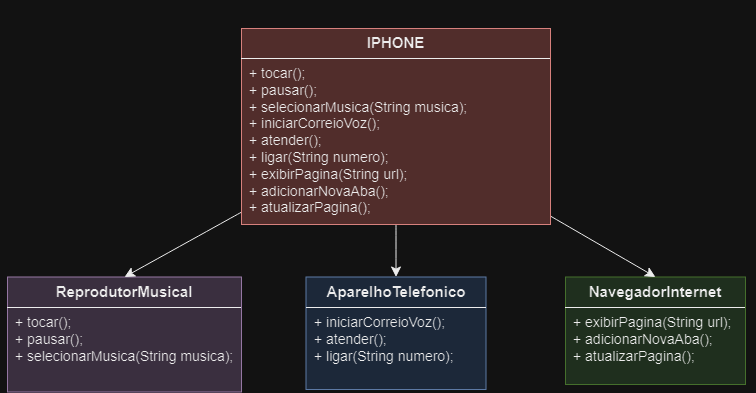 IPHONE
+ tocar();
+ pausar();
+ selecionarMusica(String musica);
+ iniciarCorreioVoz();
+ atender();
+ ligar(String numero);
+ exibirPagina(String url);
+ adicionarNovaAba();
+ atualizarPagina();
ReprodutorMusical
+ tocar();
+ pausar();
+ selecionarMusica(String musica);
AparelhoTelefonico
+ iniciarCorreioVoz();
+ atender();
+ ligar(String numero);
NavegadorInternet
+ exibirPagina(String url);
+ adicionarNovaAba();
+ atualizarPagina();